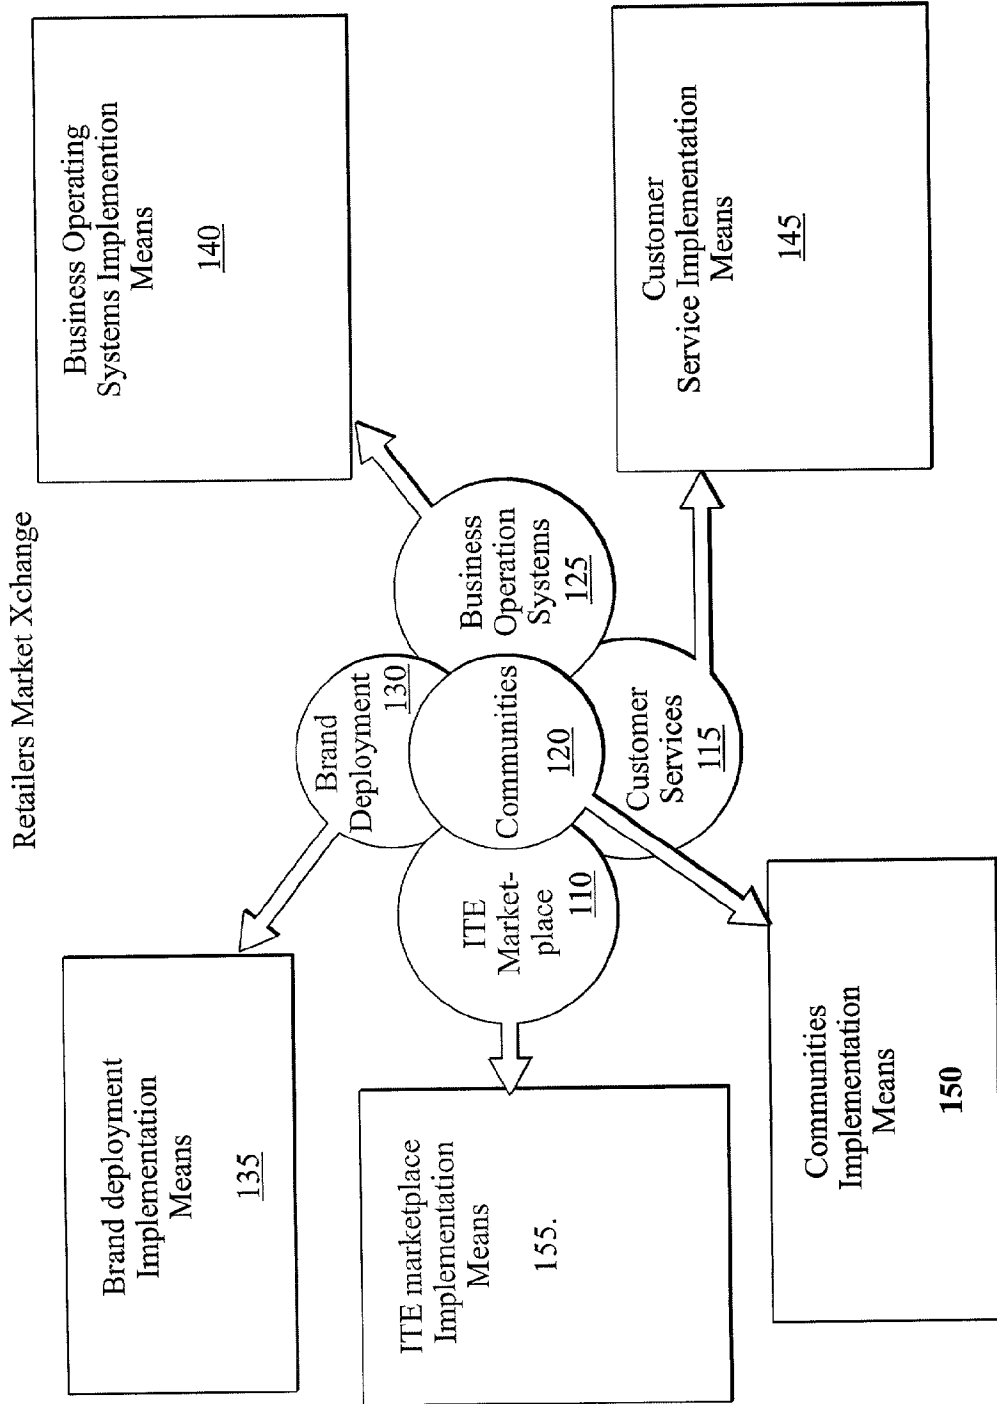 Retailers Market Xchange
Brand deployment
Implementation
Means
135
Business Operating
Systems Implemention
Means
140
Brand
Deployment
130
ITE
Market-
place
110
Communities
120
Business
Operation
Systems
125
Customer
Services
115
ITE marketplace
Implementation
Means
155.
Communities
Implementation
Means
150
Customer
Service Implementation
Means
145